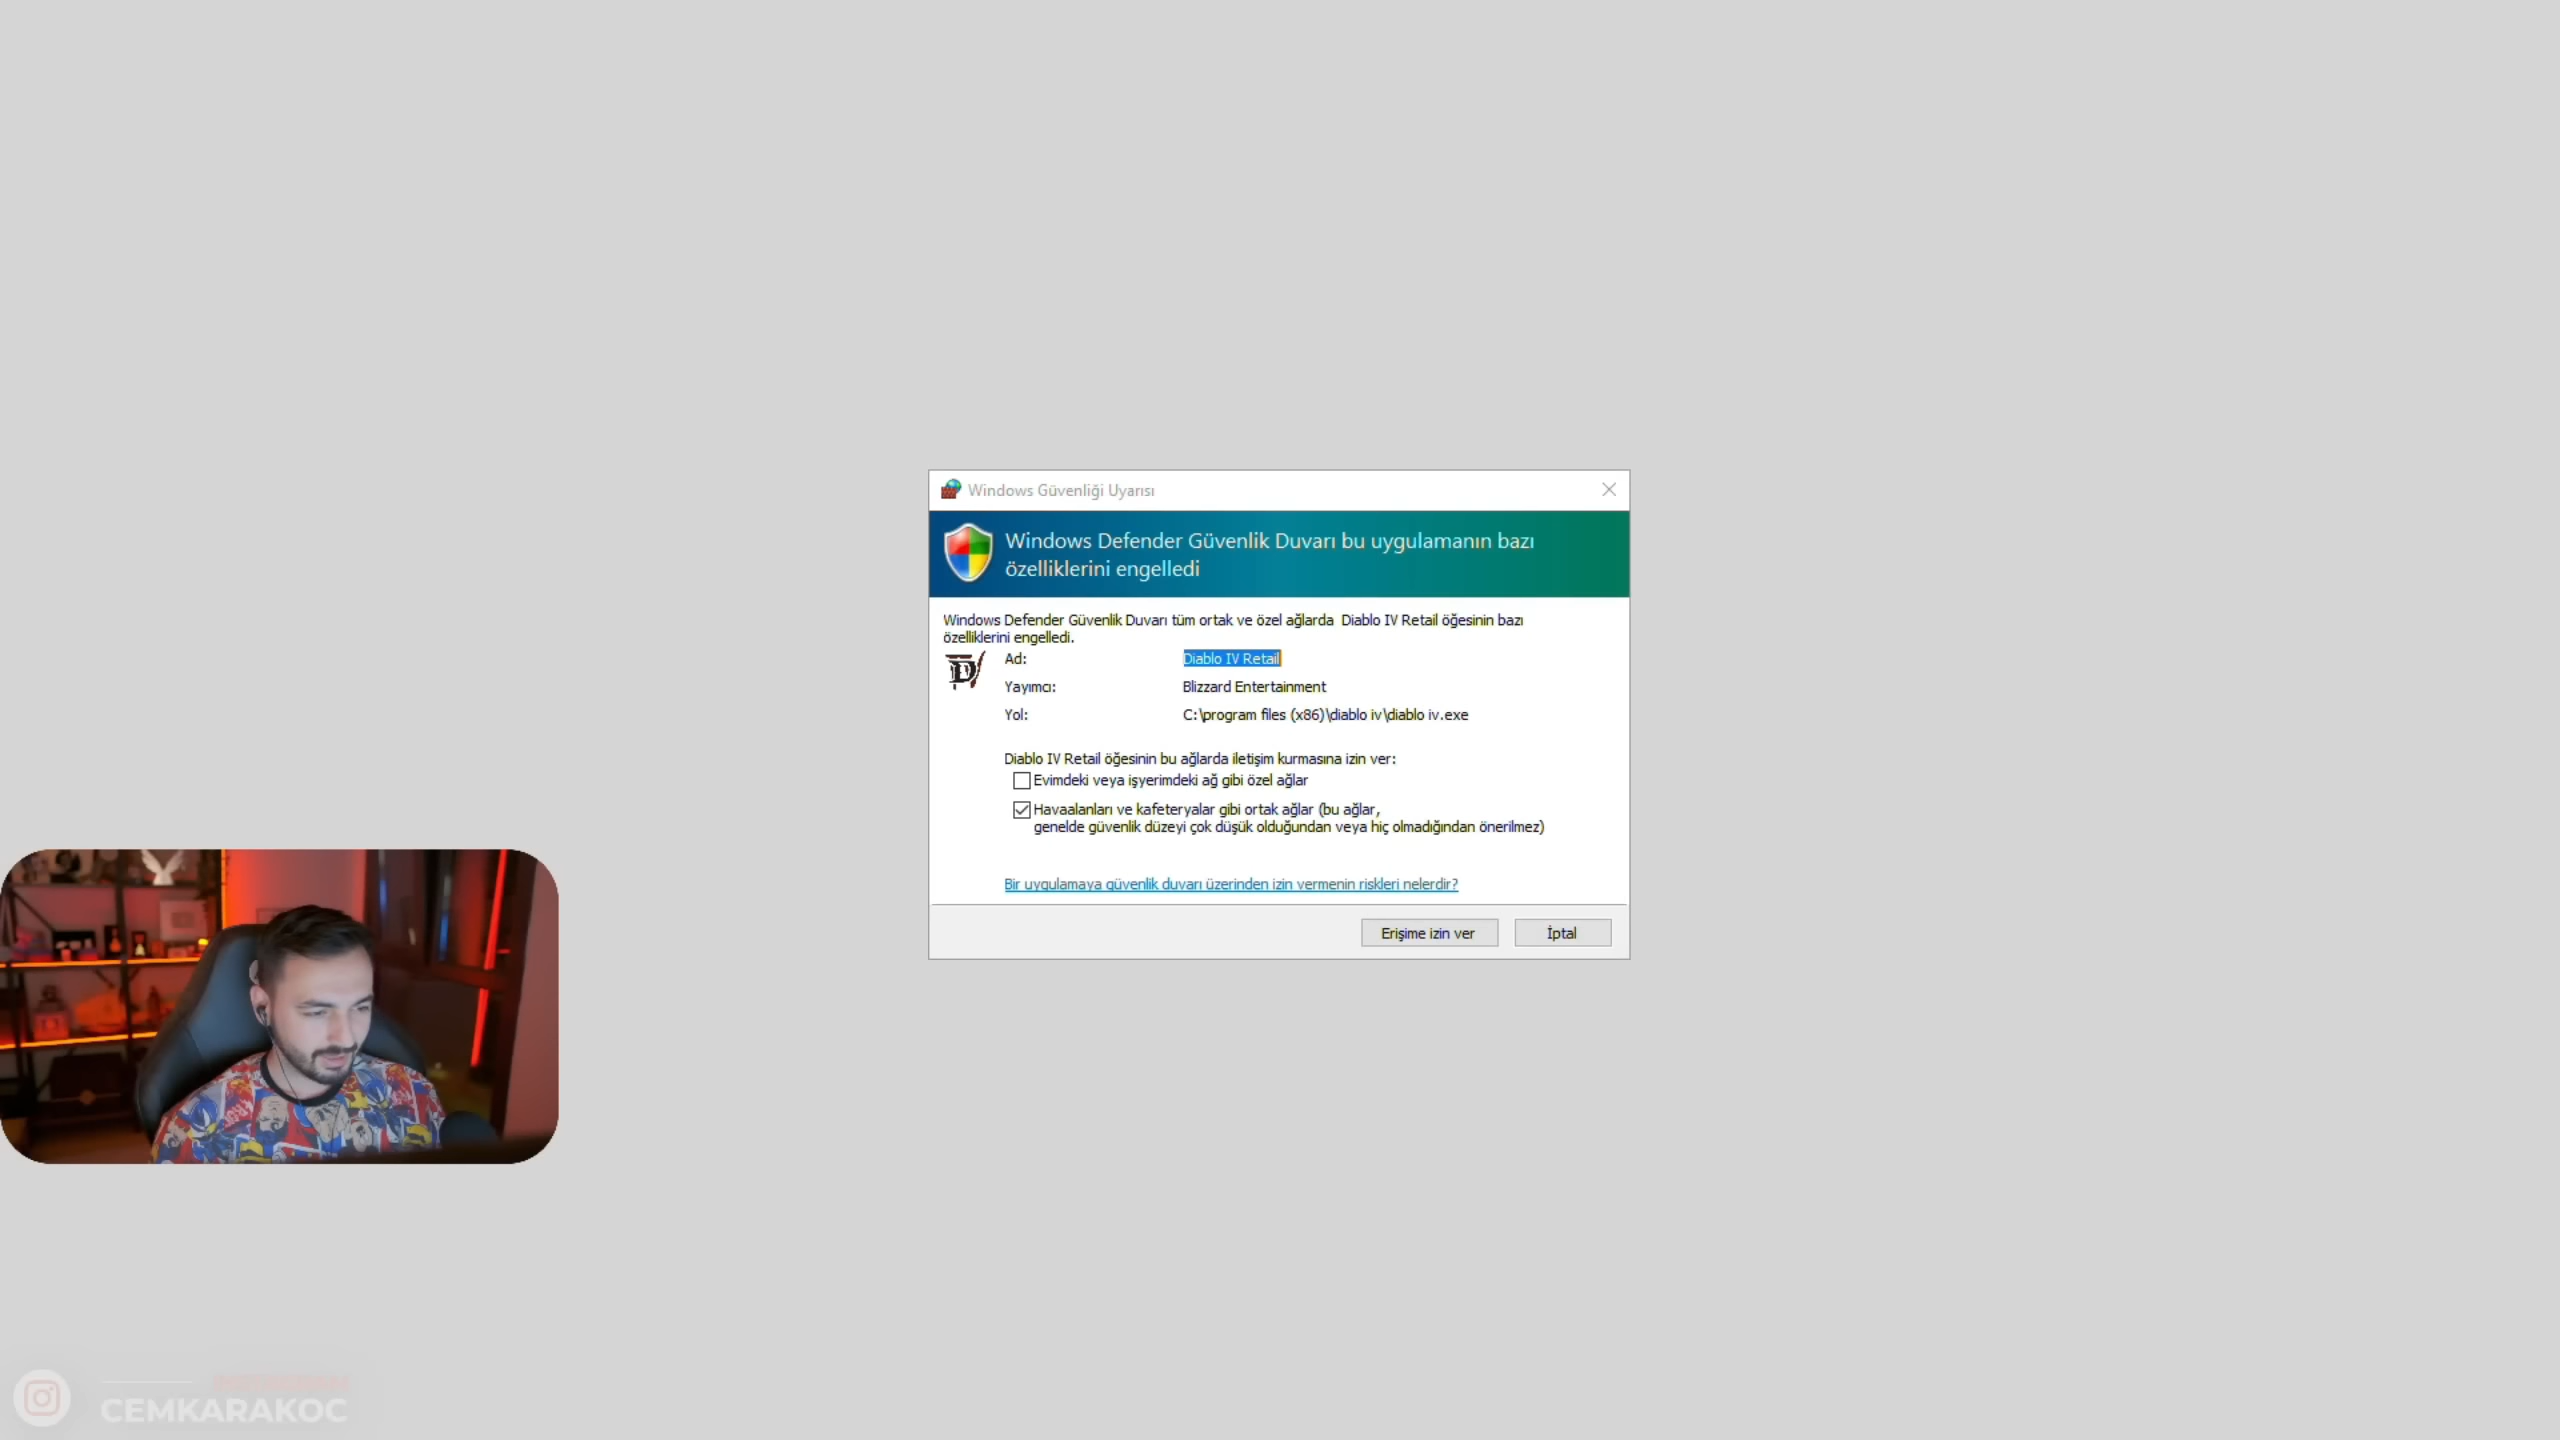 Windows Güvenliği Uyarısı
Windows Defender Güvenlik Duvarı bu uygulamanın bazı
özelliklerini engelledi
Windows Defender Güvenlik Duvarı tüm ortak ve özel ağlarda Diablo IV Retail öğesinin bazı
özelliklerini engelledi.
Ad: Diablo IV Retail
Yayımcı: Blizzard Entertainment
Yol: C:\program files (x86)\diablo iv\diablo iv.exe
Diablo IV Retail öğesinin bu ağlarda iletişim kurmasına izin ver:
Evimdeki veya işyerimdeki ağ gibi özel ağlar
Havaalanları ve kafeteryalar gibi ortak ağlar (bu ağlar,
genelde güvenlik düzeyi çok düşük olduğundan veya hiç olmadığından önerilmez)
Bir uygulamaya güvenlik duvarı üzerinden izin vermenin riskleri nelerdir?
Erişime izin ver İptal
INSTAGRAM
CEMKARAKOC